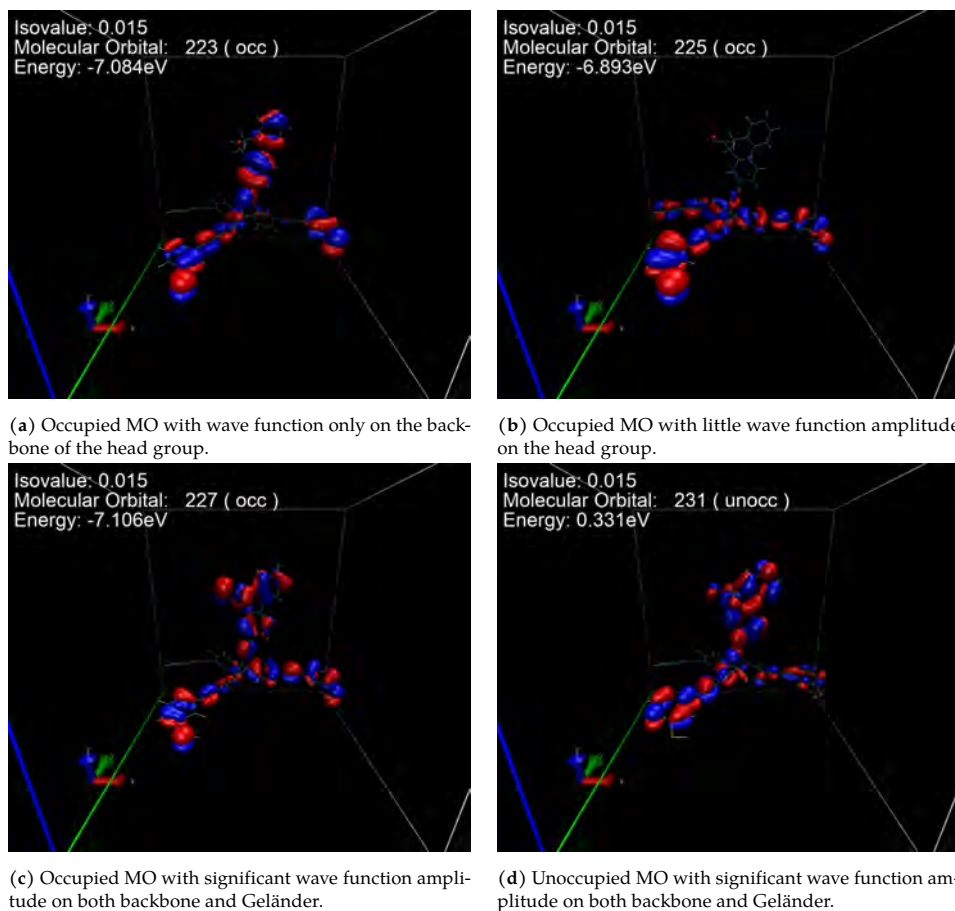 Isovalue: 0.015
Molecular Orbital: 223 ( occ )
Energy: -7.084eV
Isovalue: 0.015
Molecular Orbital: 225 ( occ )
Energy: -6.893eV
(a) Occupied MO with wave function only on the back-
bone of the head group.
(b) Occupied MO with little wave function amplitude
on the head group.
Isovalue: 0.015
Molecular Orbital: 227 ( occ )
Energy: -7.106eV
Isovalue: 0.015
Molecular Orbital: 231 ( unocc )
Energy: 0.331eV
(c) Occupied MO with significant wave function ampli-
tude on both backbone and Geländer.
(d) Unoccupied MO with significant wave function am-
plitude on both backbone and Geländer.